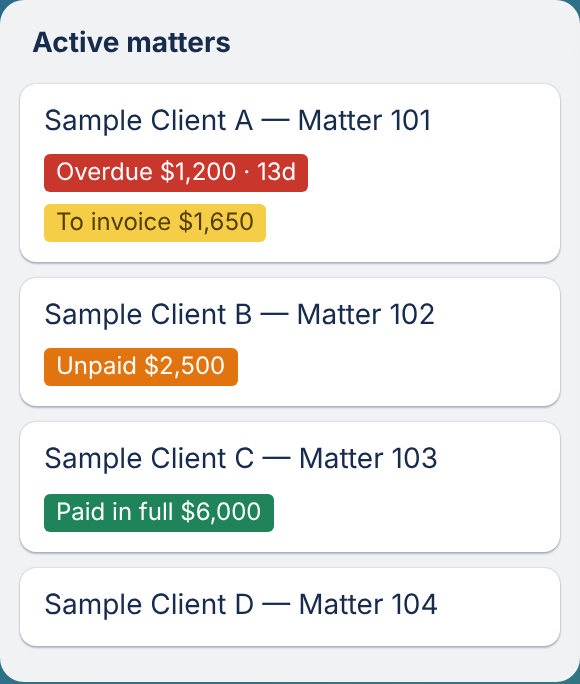 Active matters
Sample Client A — Matter 101
Overdue $1,200 · 13d
To invoice $1,650
Sample Client B — Matter 102
Unpaid $2,500
Sample Client C — Matter 103
Paid in full $6,000
Sample Client D — Matter 104